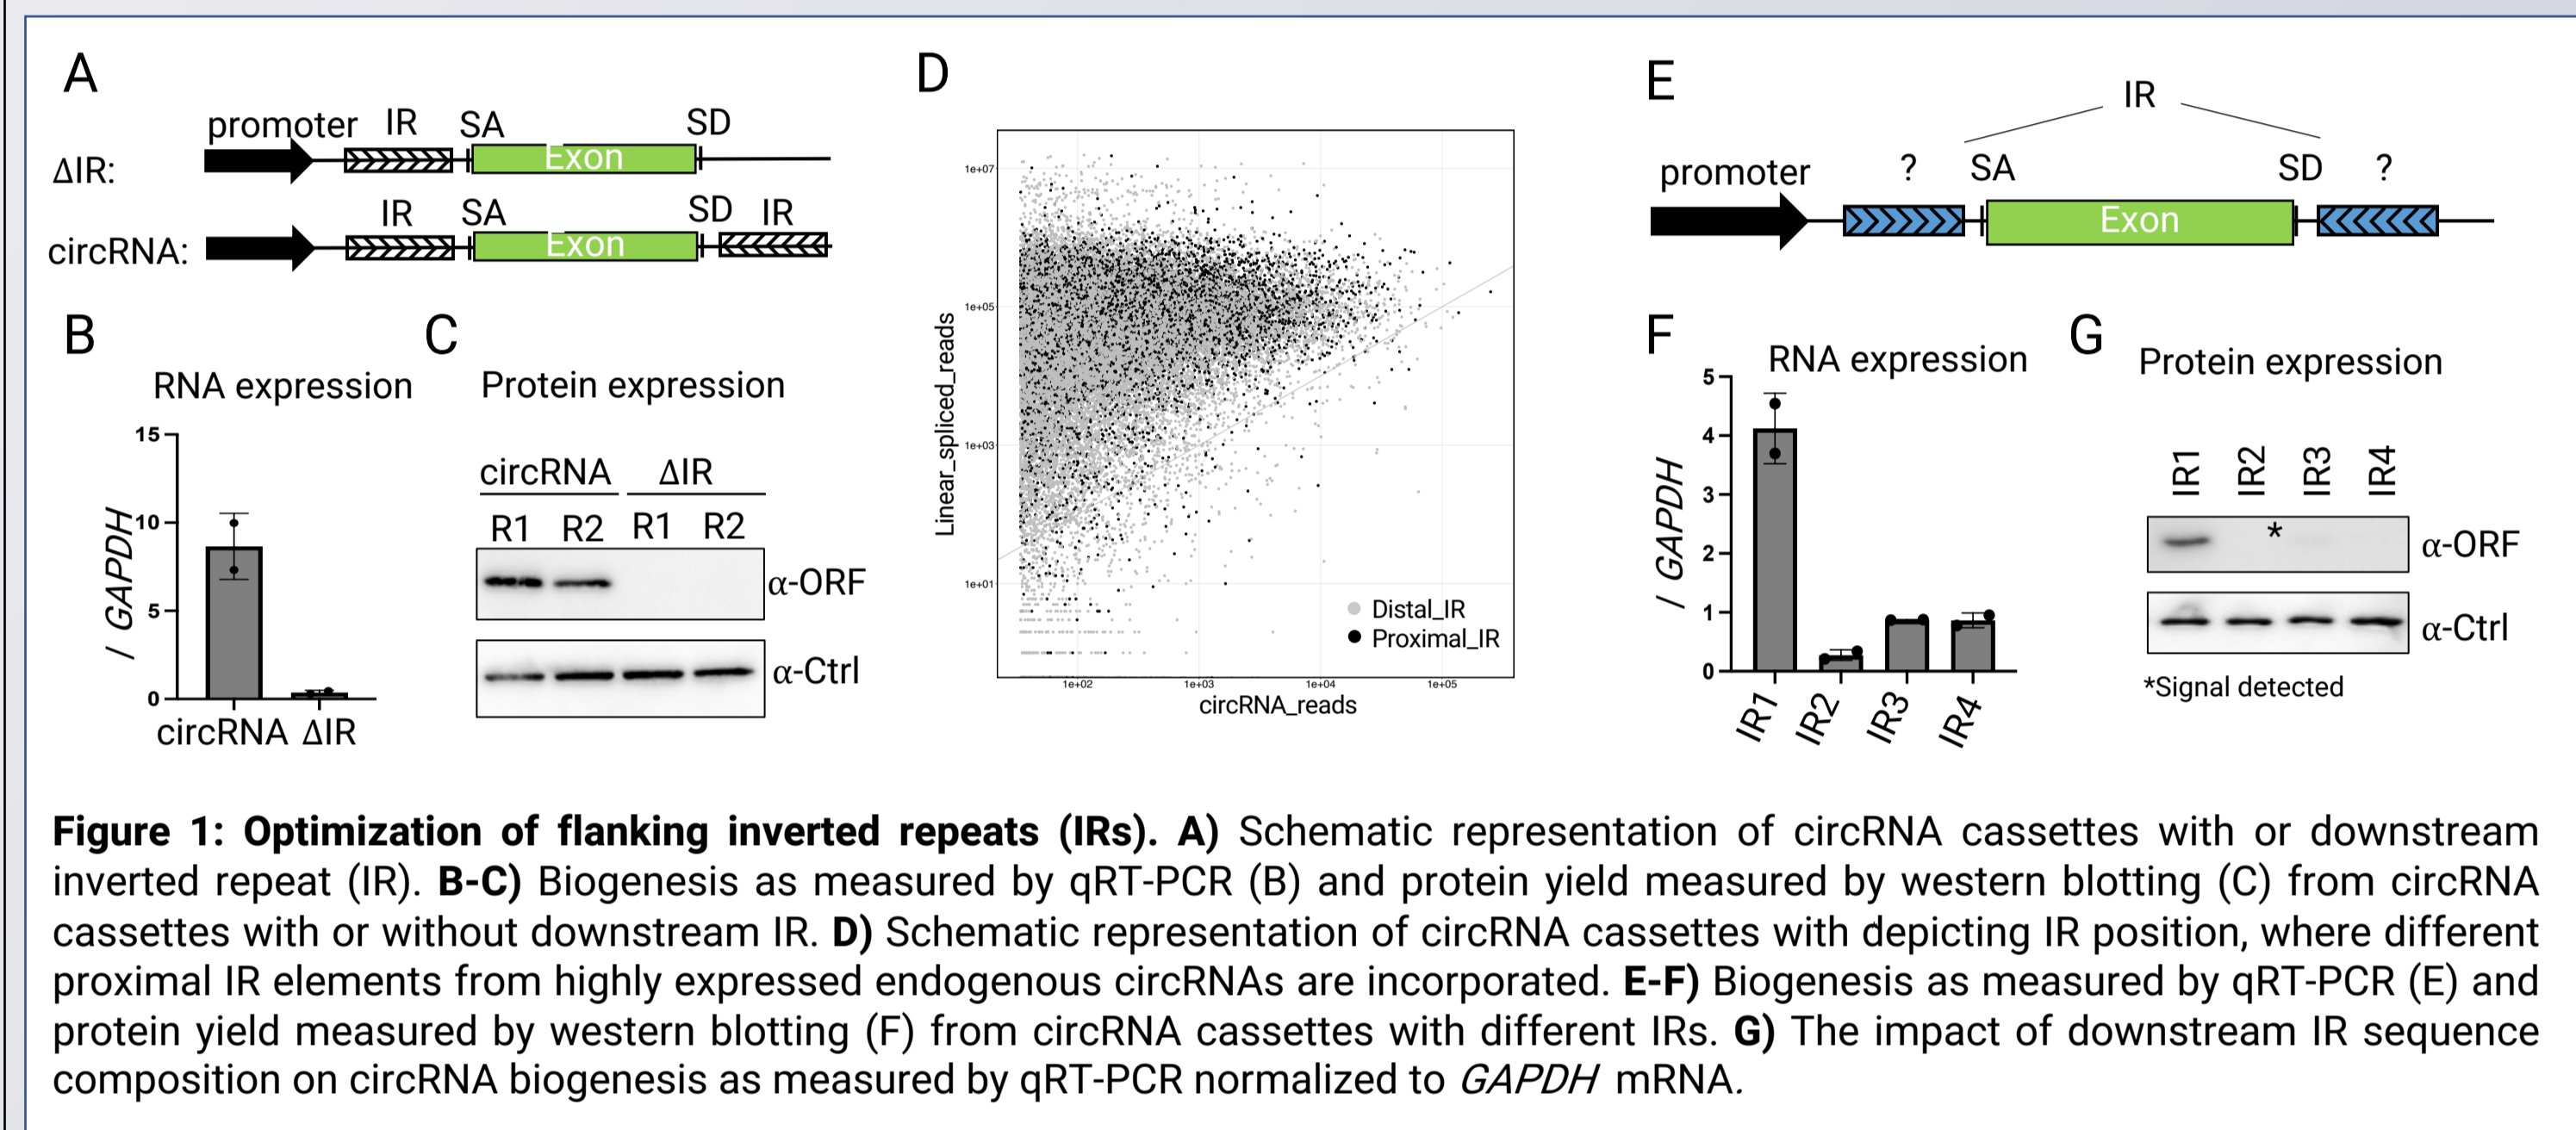 A
promoter IR SA SD
ΔIR: Exon
IR SA SD IR
circRNA: Exon
B
RNA expression
/ GAPDH
15
10
5
0
circRNA ΔIR
C
Protein expression
circRNA ΔIR
R1 R2 R1 R2
α-ORF
α-Ctrl
D
Linear_spliced_reads
1e+07
1e+05
1e+03
1e+01
Distal_IR
Proximal_IR
1e+02 1e+03 1e+04 1e+05
circRNA_reads
E
IR
promoter ? SA SD ?
Exon
F
RNA expression
/ GAPDH
5
4
3
2
1
0
IR1 IR2 IR3 IR4
G
Protein expression
IR1 IR2 IR3 IR4
* α-ORF
α-Ctrl
*Signal detected
Figure 1: Optimization of flanking inverted repeats (IRs). A) Schematic representation of circRNA cassettes with or downstream
inverted repeat (IR). B-C) Biogenesis as measured by qRT-PCR (B) and protein yield measured by western blotting (C) from circRNA
cassettes with or without downstream IR. D) Schematic representation of circRNA cassettes with depicting IR position, where different
proximal IR elements from highly expressed endogenous circRNAs are incorporated. E-F) Biogenesis as measured by qRT-PCR (E) and
protein yield measured by western blotting (F) from circRNA cassettes with different IRs. G) The impact of downstream IR sequence
composition on circRNA biogenesis as measured by qRT-PCR normalized to GAPDH mRNA.